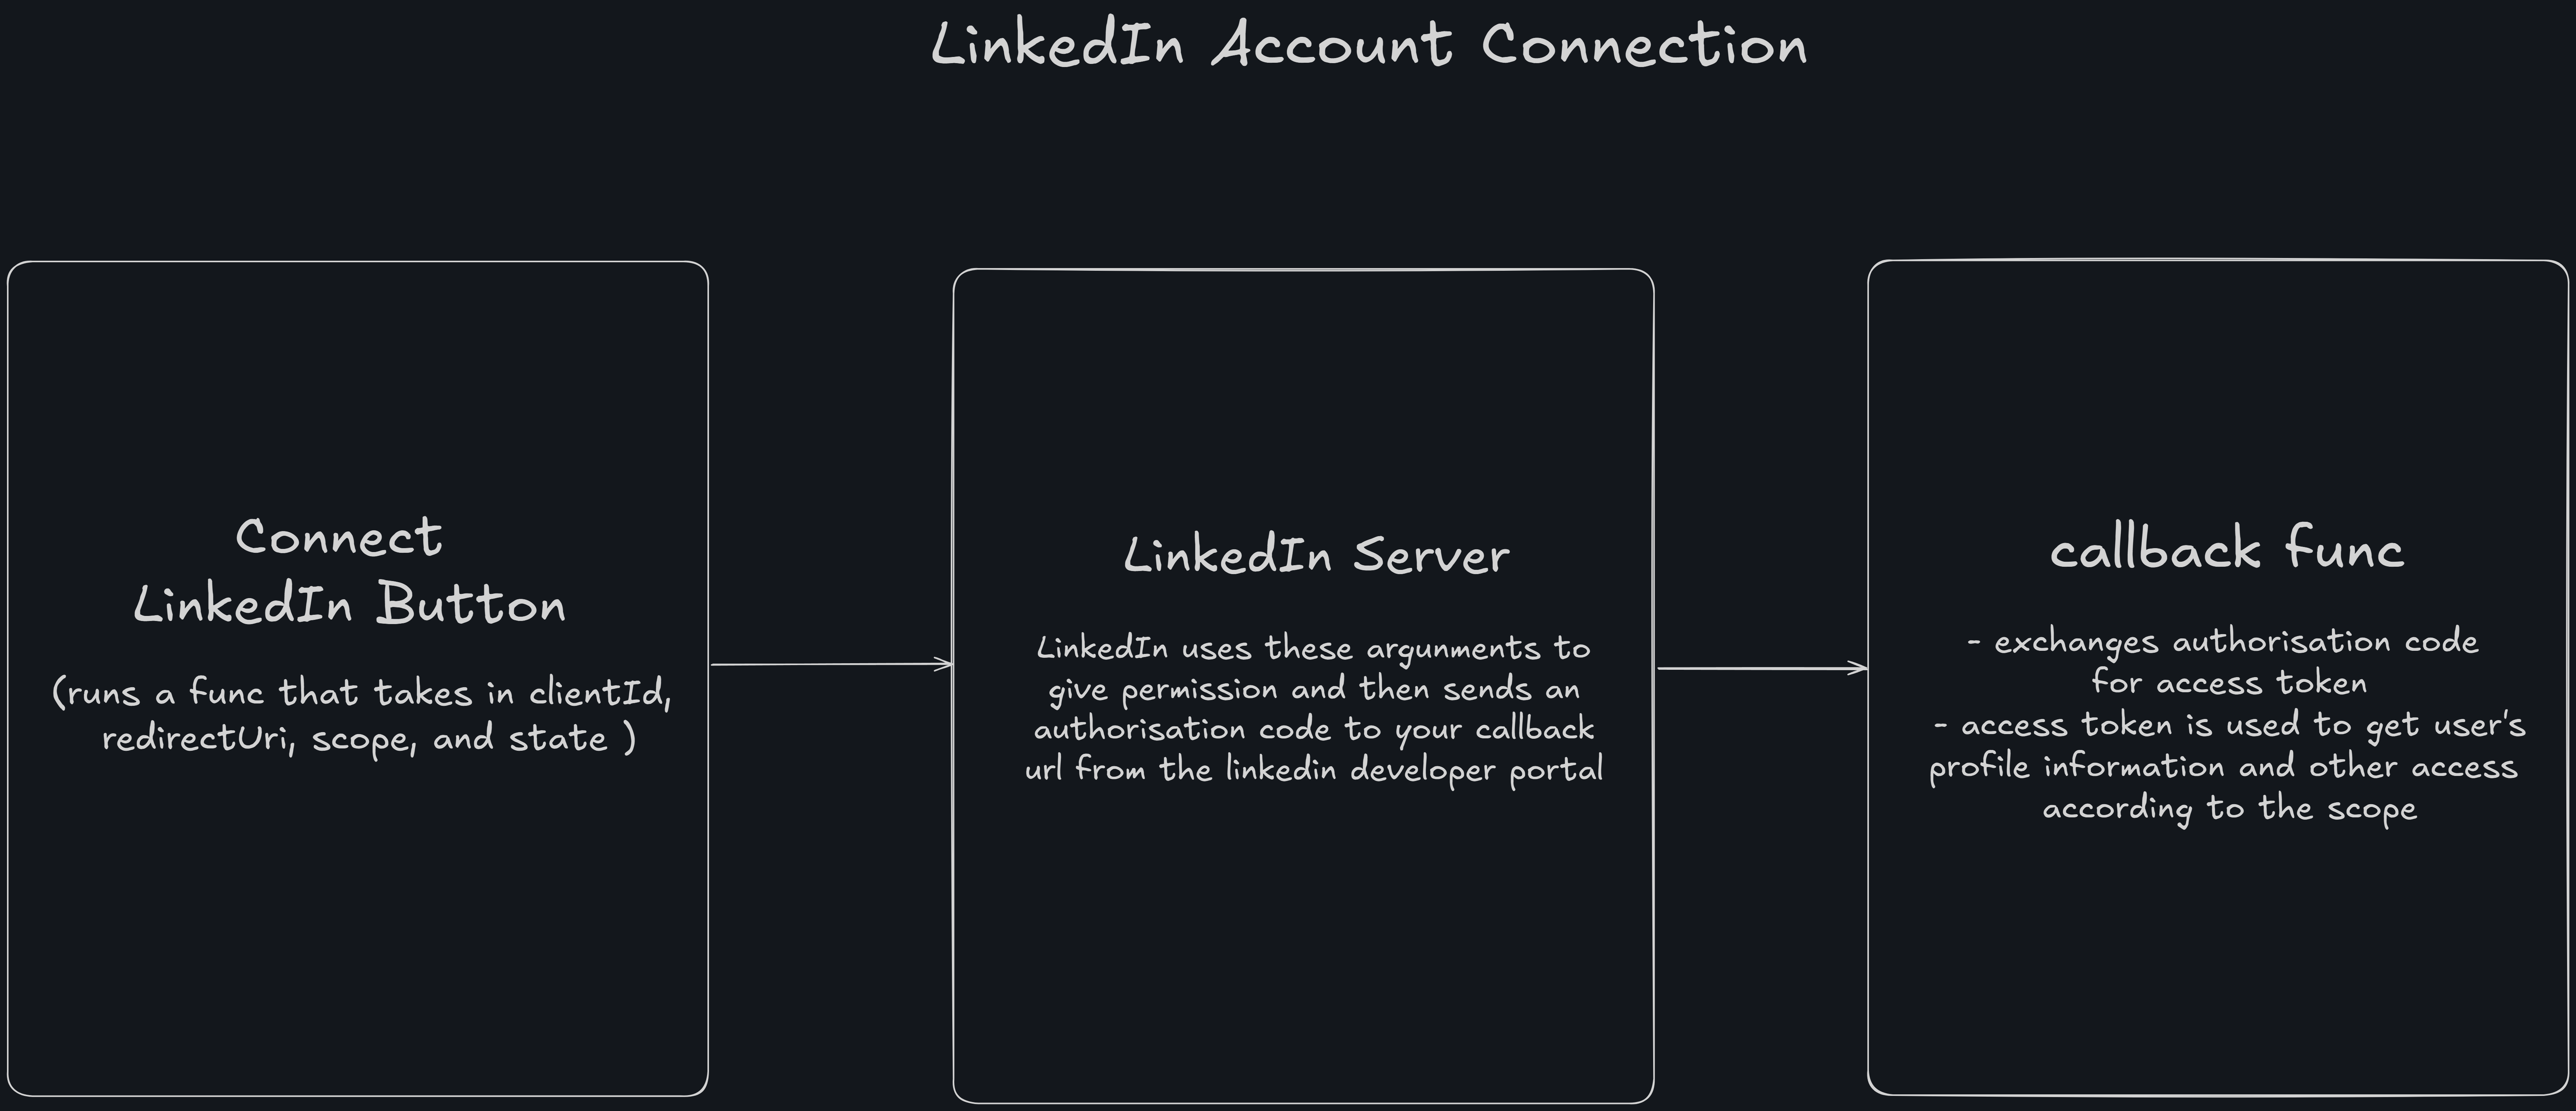 LinkedIn Account Connection
Connect
LinkedIn Button
(runs a func that takes in clientId,
redirectUri, scope, and state )
LinkedIn Server
LinkedIn uses these argunments to
give permission and then sends an
authorisation code to your callback
url from the linkedin developer portal
callback func
- exchanges authorisation code
for access token
- access token is used to get user's
profile information and other access
according to the scope